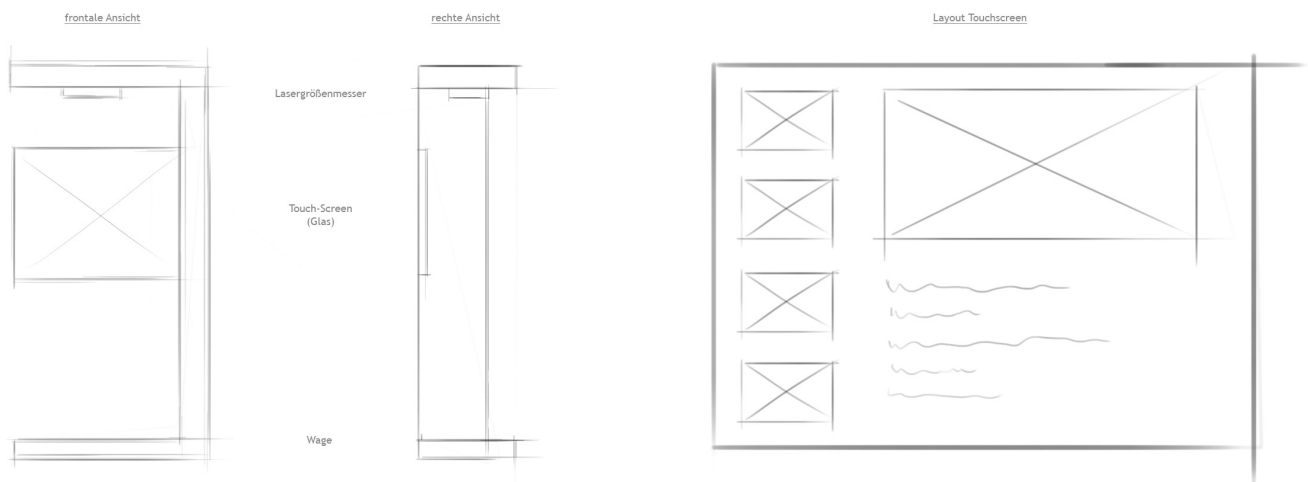 frontale Ansicht
rechte Ansicht
Layout Touchscreen
Lasergrößenmesser
Touch-Screen
(Glas)
Wage